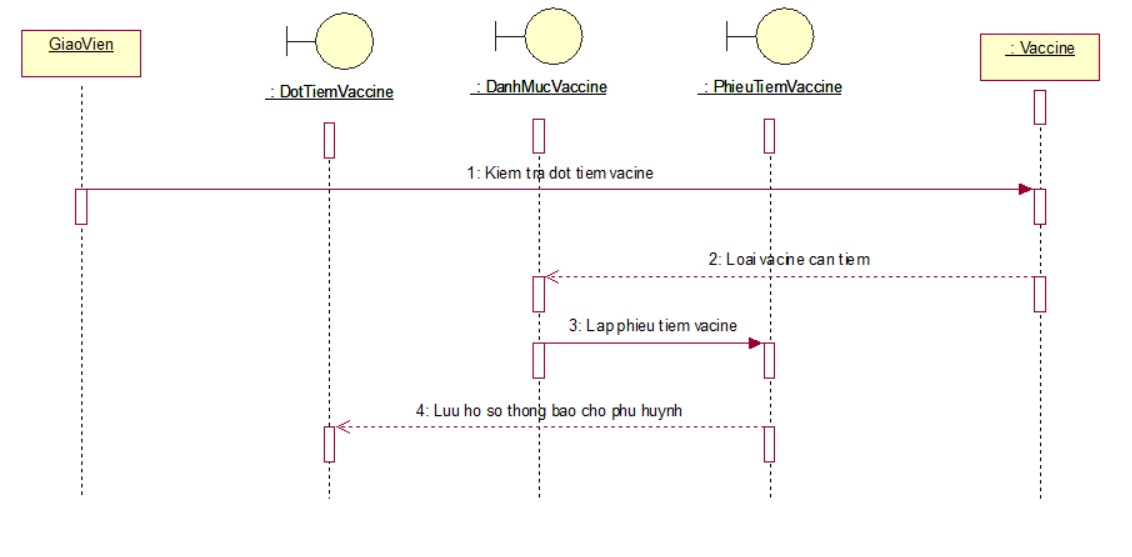 GiaoVien
_: DotTiemVaccine
_: DanhMucVaccine
_: PhieuTiemVaccine
_: Vaccine
1: Kiem tra dot tiem vacine
2: Loai vacine can tiem
3: Lap phieu tiem vacine
4: Luu ho so thong bao cho phu huynh